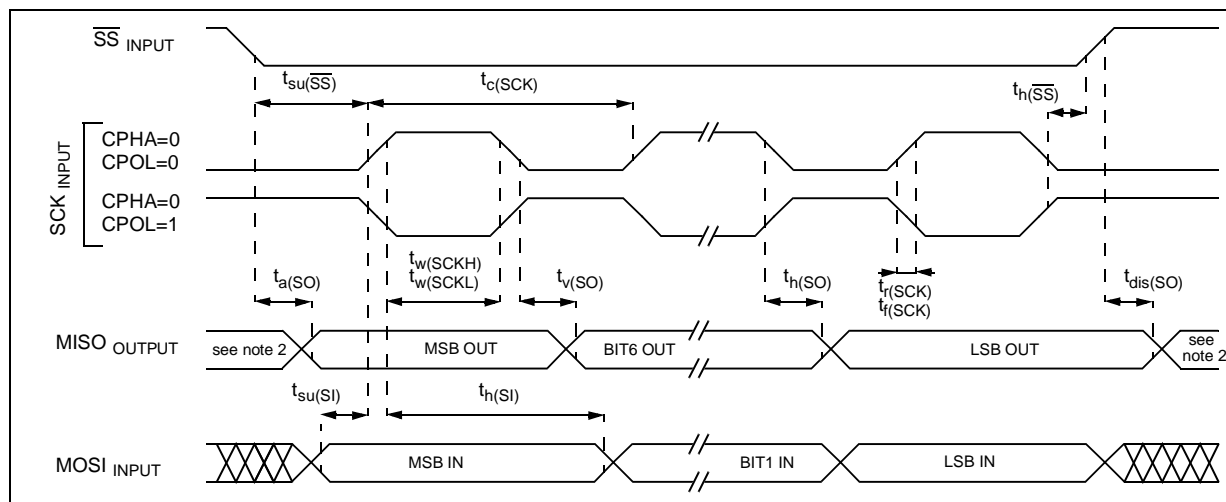 SS INPUT
tsu(SS)
tc(SCK)
th(SS)
SCK INPUT
CPHA=0
CPOL=0
CPHA=0
CPOL=1
ta(SO)
tw(SCKH)
tw(SCKL)
tv(SO)
th(SO)
tr(SCK)
tf(SCK)
tdis(SO)
MISO OUTPUT
see note 2
MSB OUT
BIT6 OUT
LSB OUT
see
note 2
tsu(SI)
th(SI)
MOSI INPUT
MSB IN
BIT1 IN
LSB IN